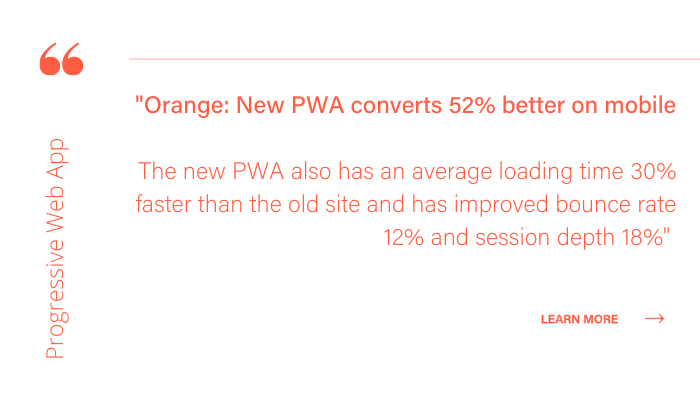 ❝
"Orange: New PWA converts 52% better on mobile
The new PWA also has an average loading time 30%
faster than the old site and has improved bounce rate
12% and session depth 18%"
Progressive Web App
LEARN MORE →